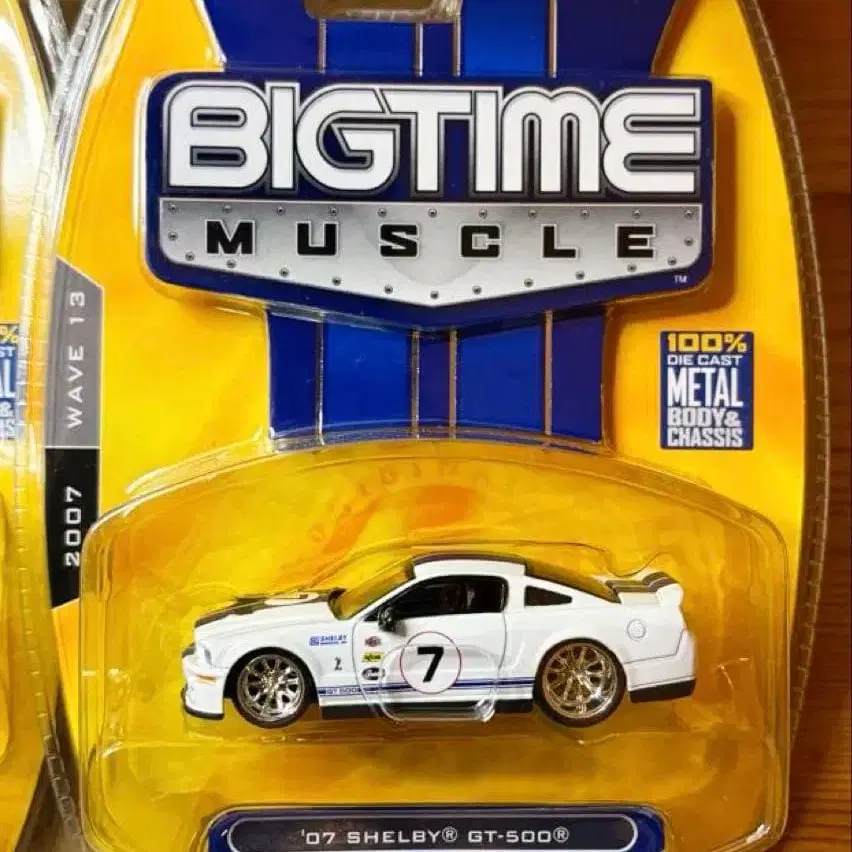 BIGTIME
MUSCLE
TM
WAVE 13
2007
100%
DIE CAST
METAL
BODY&
CHASSIS
SHELBY
7
GT-500
'07 SHELBY® GT-500®